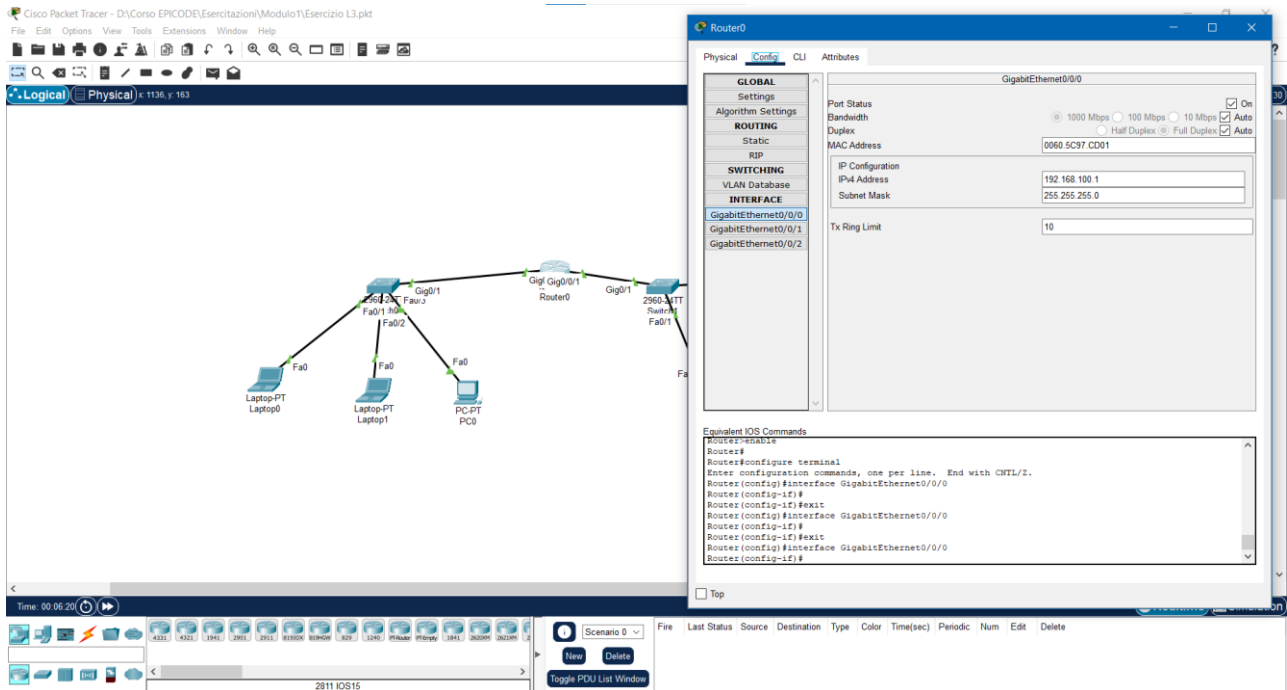 Cisco Packet Tracer - D:\Corso EPICODE\Esercitazioni\Modulo1\Esercizio L3.pkt
File Edit Options View Tools Extensions Window Help
Logical Physical x: 1136, y: 163
Gig0/1
Gig0/0/1
Gig0/1
Router0
2960-24TT
Fa0/1
Fa0/2
Fa0/1
Fa0
Fa0
Fa0
Laptop-PT
Laptop0
Laptop-PT
Laptop1
PC-PT
PC0
Router0
Physical Config CLI Attributes
GLOBAL
Settings
Algorithm Settings
ROUTING
Static
RIP
SWITCHING
VLAN Database
INTERFACE
GigabitEthernet0/0/0
GigabitEthernet0/0/1
GigabitEthernet0/0/2
GigabitEthernet0/0/0
Port Status On
Bandwidth 1000 Mbps 100 Mbps 10 Mbps Auto
Duplex Half Duplex Full Duplex Auto
MAC Address 0060.5C97.CD01
IP Configuration
IPv4 Address 192.168.100.1
Subnet Mask 255.255.255.0
Tx Ring Limit 10
Equivalent IOS Commands
Router>enable
Router#
Router#configure terminal
Enter configuration commands, one per line. End with CNTL/Z.
Router(config)#interface GigabitEthernet0/0/0
Router(config-if)#
Router(config-if)#exit
Router(config)#interface GigabitEthernet0/0/0
Router(config-if)#
Router(config-if)#exit
Router(config)#interface GigabitEthernet0/0/0
Router(config-if)#
Top
Time: 00:06:20
4331 4321 1941 2901 2911 819HGW 829 1240 PT-Router PT-Empty 1841 2620XM 2621XM
2811 IOS15
Scenario 0
New Delete
Toggle PDU List Window
Fire Last Status Source Destination Type Color Time(sec) Periodic Num Edit Delete